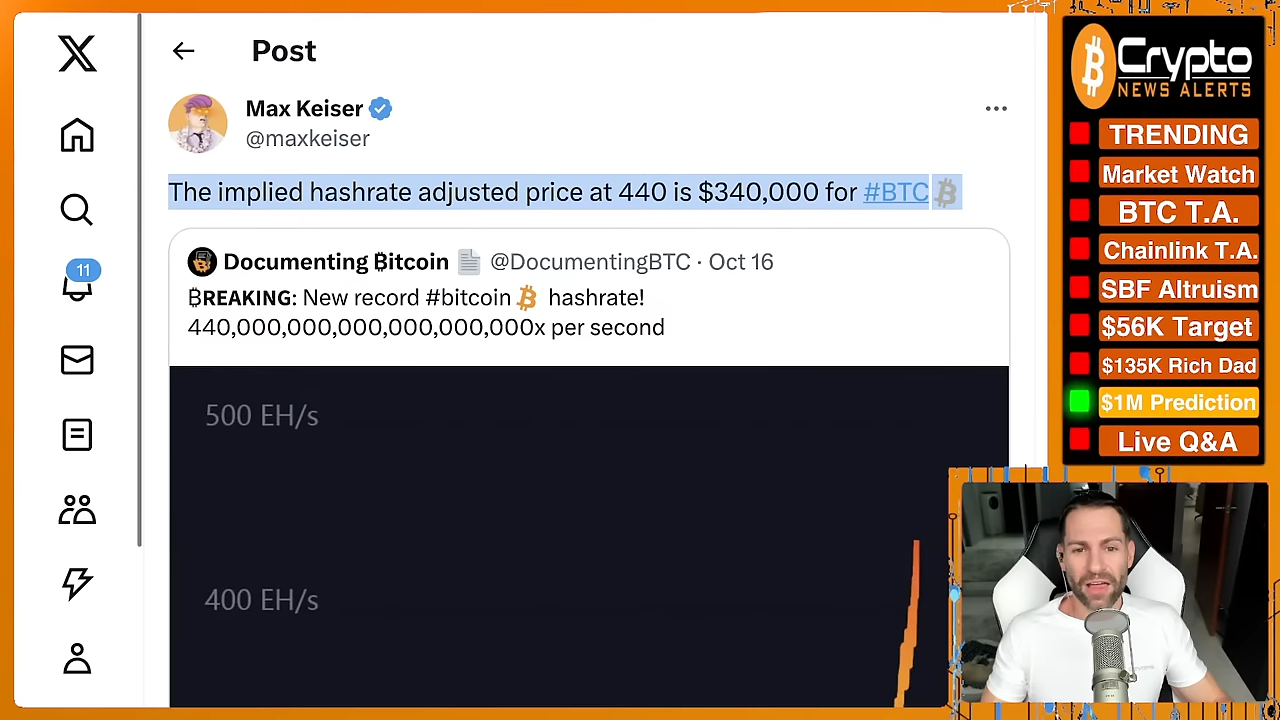 Post
Max Keiser
@maxkeiser
The implied hashrate adjusted price at 440 is $340,000 for #BTC
Documenting ₿itcoin @DocumentingBTC · Oct 16
₿REAKING: New record #bitcoin hashrate!
440,000,000,000,000,000,000x per second
500 EH/s
400 EH/s
11
Crypto
NEWS ALERTS
TRENDING
Market Watch
BTC T.A.
Chainlink T.A.
SBF Altruism
$56K Target
$135K Rich Dad
$1M Prediction
Live Q&A